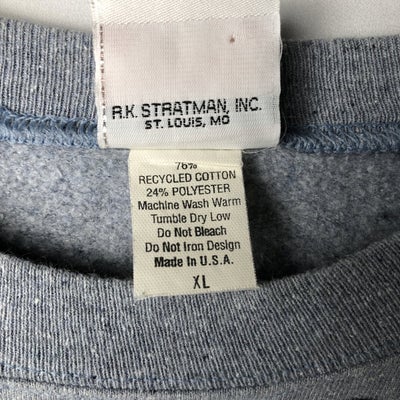 R.K. STRATMAN, INC.
ST. LOUIS, MO
76%
RECYCLED COTTON
24% POLYESTER
Machine Wash Warm
Tumble Dry Low
Do Not Bleach
Do Not Iron Design
Made In U.S.A.
XL